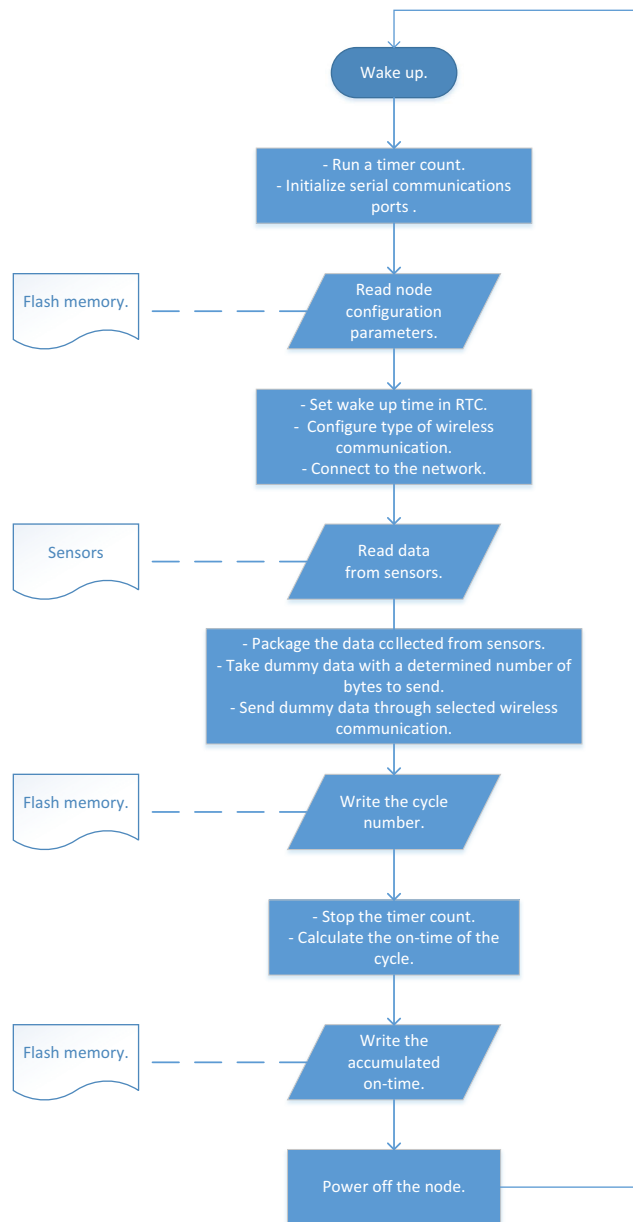 Wake up.
- Run a timer count.
- Initialize serial communications
ports .
Flash memory.
Read node
configuration
parameters.
- Set wake up time in RTC.
- Configure type of wireless
communication.
- Connect to the network.
Sensors
Read data
from sensors.
- Package the data collected from sensors.
- Take dummy data with a determined number of
bytes to send.
- Send dummy data through selected wireless
communication.
Flash memory.
Write the cycle
number.
- Stop the timer count.
- Calculate the on-time of the
cycle.
Flash memory.
Write the
accumulated
on-time.
Power off the node.